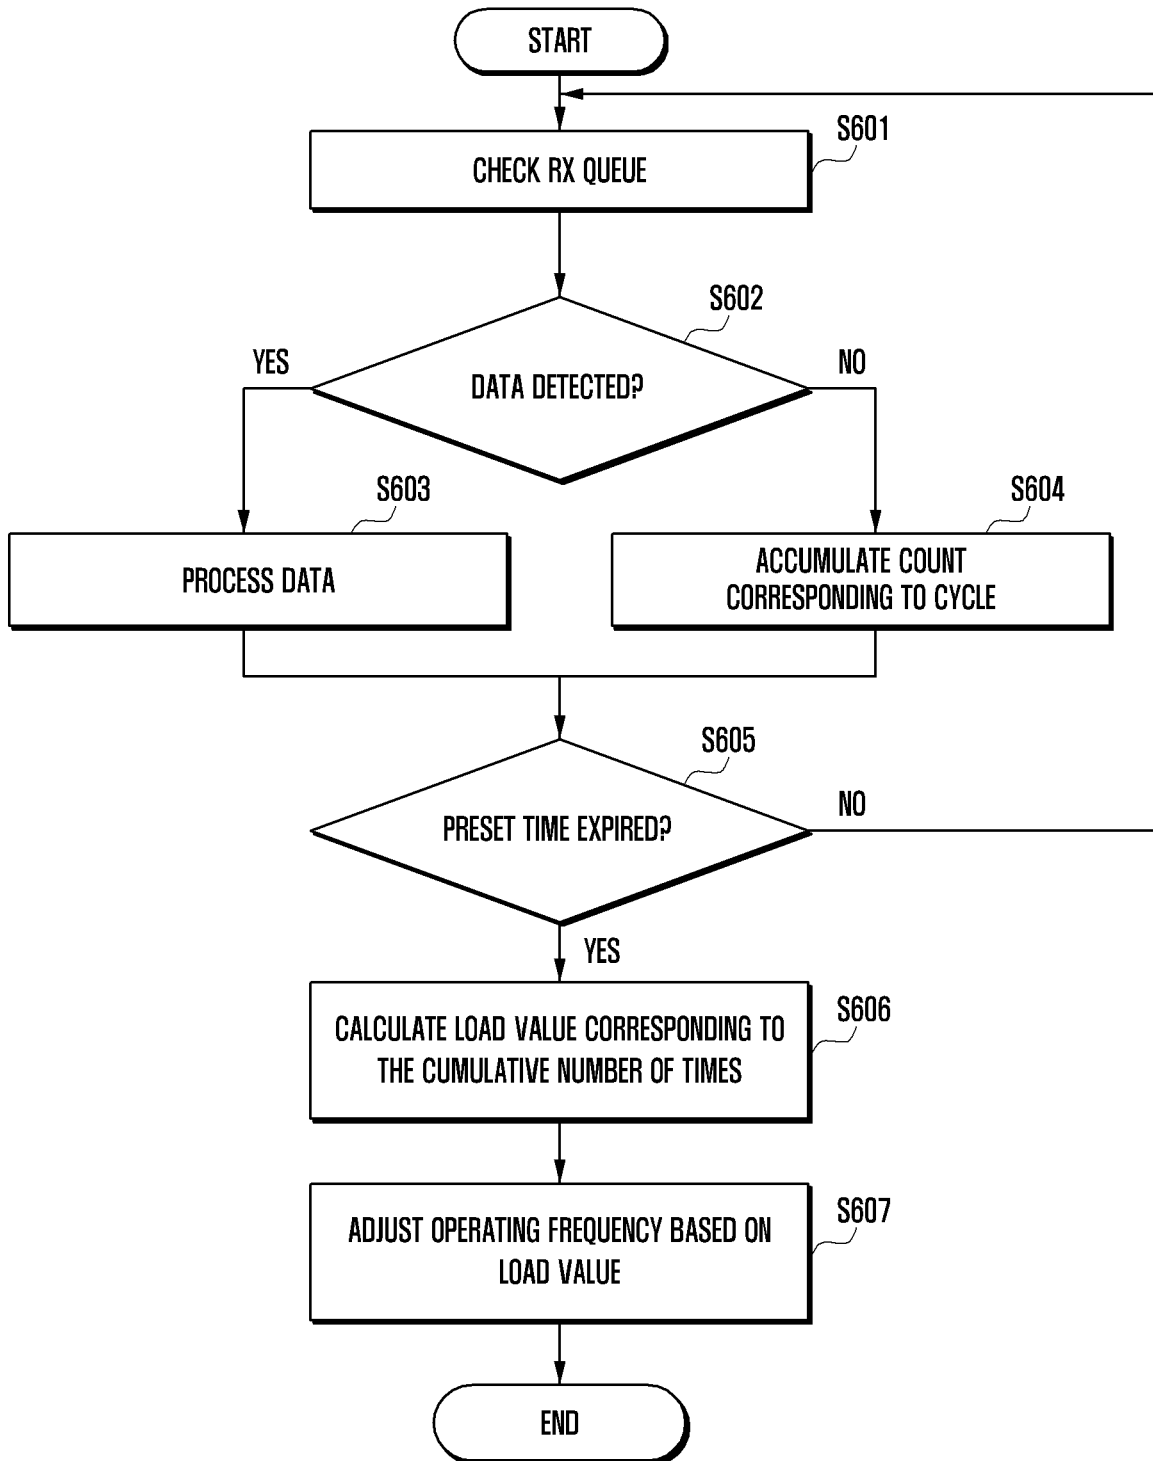 START
S601
CHECK RX QUEUE
S602
YES
NO
DATA DETECTED?
S603
S604
PROCESS DATA
ACCUMULATE COUNT
CORRESPONDING TO CYCLE
S605
NO
PRESET TIME EXPIRED?
YES
S606
CALCULATE LOAD VALUE CORRESPONDING TO
THE CUMULATIVE NUMBER OF TIMES
S607
ADJUST OPERATING FREQUENCY BASED ON
LOAD VALUE
END